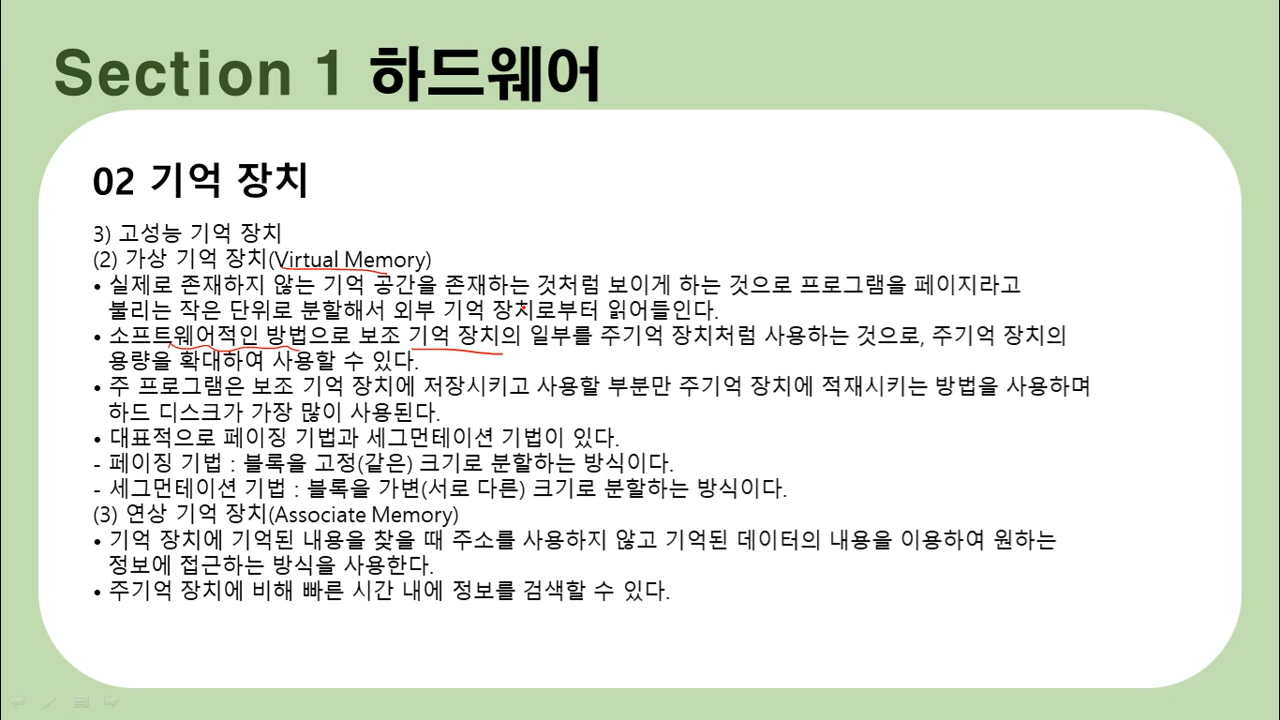 Section 1 하드웨어
02 기억 장치
3) 고성능 기억 장치
(2) 가상 기억 장치(Virtual Memory)
• 실제로 존재하지 않는 기억 공간을 존재하는 것처럼 보이게 하는 것으로 프로그램을 페이지라고
불리는 작은 단위로 분할해서 외부 기억 장치로부터 읽어들인다.
• 소프트웨어적인 방법으로 보조 기억 장치의 일부를 주기억 장치처럼 사용하는 것으로, 주기억 장치의
용량을 확대하여 사용할 수 있다.
• 주 프로그램은 보조 기억 장치에 저장시키고 사용할 부분만 주기억 장치에 적재시키는 방법을 사용하며
하드 디스크가 가장 많이 사용된다.
• 대표적으로 페이징 기법과 세그먼테이션 기법이 있다.
- 페이징 기법 : 블록을 고정(같은) 크기로 분할하는 방식이다.
- 세그먼테이션 기법 : 블록을 가변(서로 다른) 크기로 분할하는 방식이다.
(3) 연상 기억 장치(Associate Memory)
• 기억 장치에 기억된 내용을 찾을 때 주소를 사용하지 않고 기억된 데이터의 내용을 이용하여 원하는
정보에 접근하는 방식을 사용한다.
• 주기억 장치에 비해 빠른 시간 내에 정보를 검색할 수 있다.